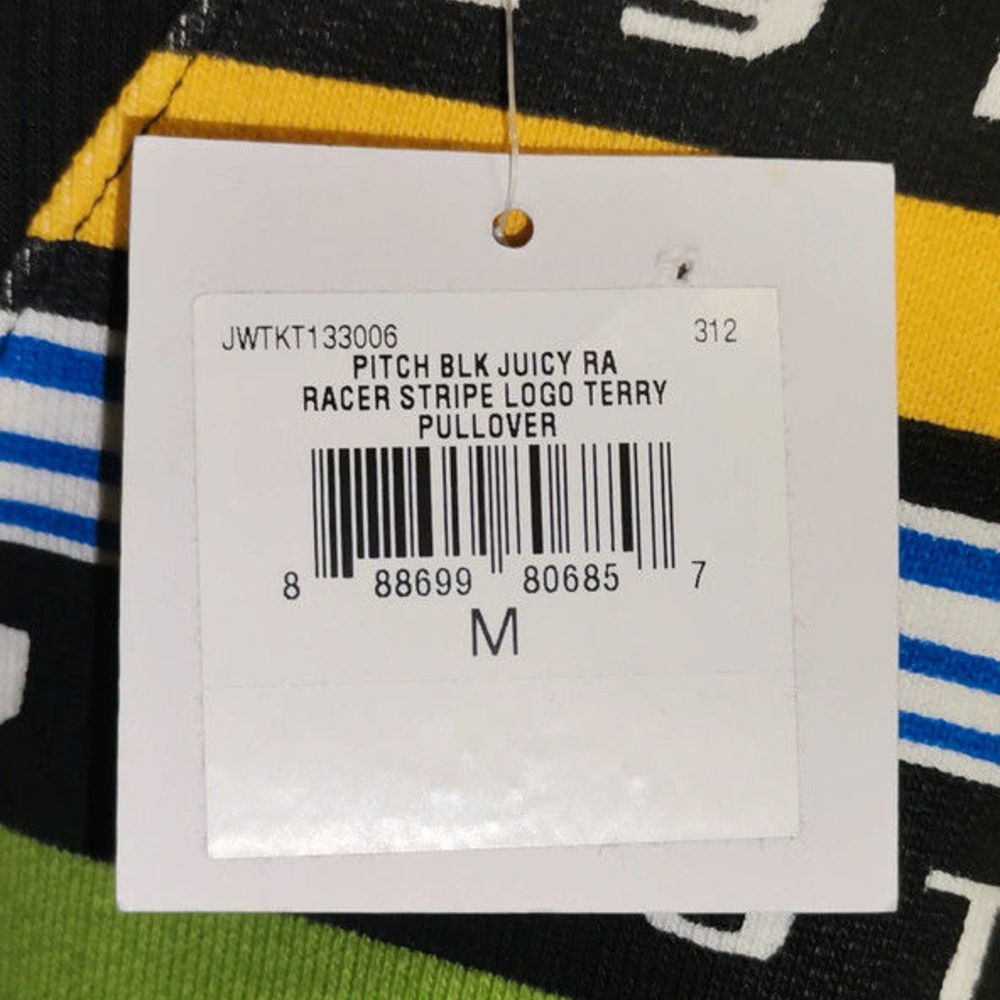 JWTKT133006 312
PITCH BLK JUICY RA
RACER STRIPE LOGO TERRY
PULLOVER
8 88699 80685 7
M